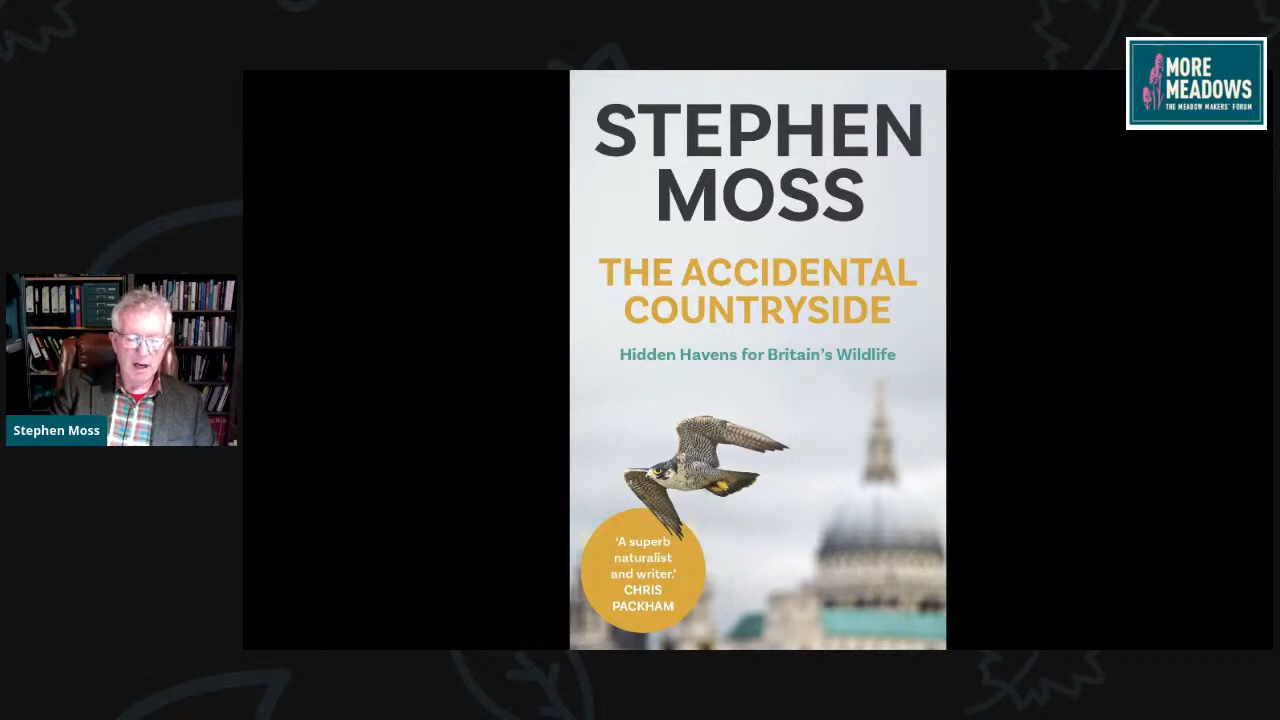 MORE
MEADOWS
THE MEADOW MAKERS' FORUM
STEPHEN
MOSS
THE ACCIDENTAL
COUNTRYSIDE
Hidden Havens for Britain's Wildlife
'A superb
naturalist
and writer.'
CHRIS
PACKHAM
Stephen Moss